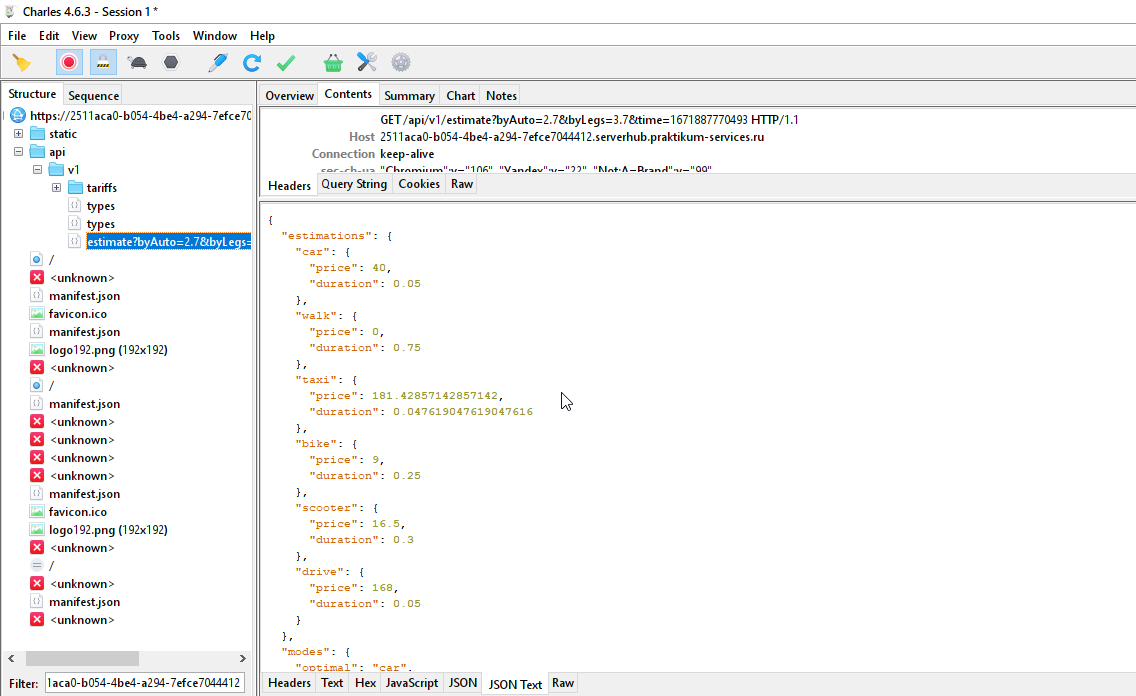 Charles 4.6.3 - Session 1 *
File Edit View Proxy Tools Window Help
Structure Sequence
https://2511aca0-b054-4be4-a294-7efce70
static
api
v1
tariffs
types
types
estimate?byAuto=2.7&byLegs=
/
<unknown>
manifest.json
favicon.ico
manifest.json
logo192.png (192x192)
<unknown>
/
manifest.json
<unknown>
<unknown>
<unknown>
<unknown>
manifest.json
favicon.ico
logo192.png (192x192)
<unknown>
/
<unknown>
manifest.json
<unknown>
Filter: 1aca0-b054-4be4-a294-7efce7044412
Overview Contents Summary Chart Notes
GET /api/v1/estimate?byAuto=2.7&byLegs=3.7&time=1671887770493 HTTP/1.1
Host 2511aca0-b054-4be4-a294-7efce7044412.serverhub.praktikum-services.ru
Connection keep-alive
sec-ch-ua "Chromium";v="106", "Yandex";v="22", "Not;A=Brand";v="99"
Headers Query String Cookies Raw
{
"estimations": {
"car": {
"price": 40,
"duration": 0.05
},
"walk": {
"price": 0,
"duration": 0.75
},
"taxi": {
"price": 181.42857142857142,
"duration": 0.047619047619047616
},
"bike": {
"price": 9,
"duration": 0.25
},
"scooter": {
"price": 16.5,
"duration": 0.3
},
"drive": {
"price": 168,
"duration": 0.05
}
},
"modes": {
"optimal": "car",
Headers Text Hex JavaScript JSON JSON Text Raw